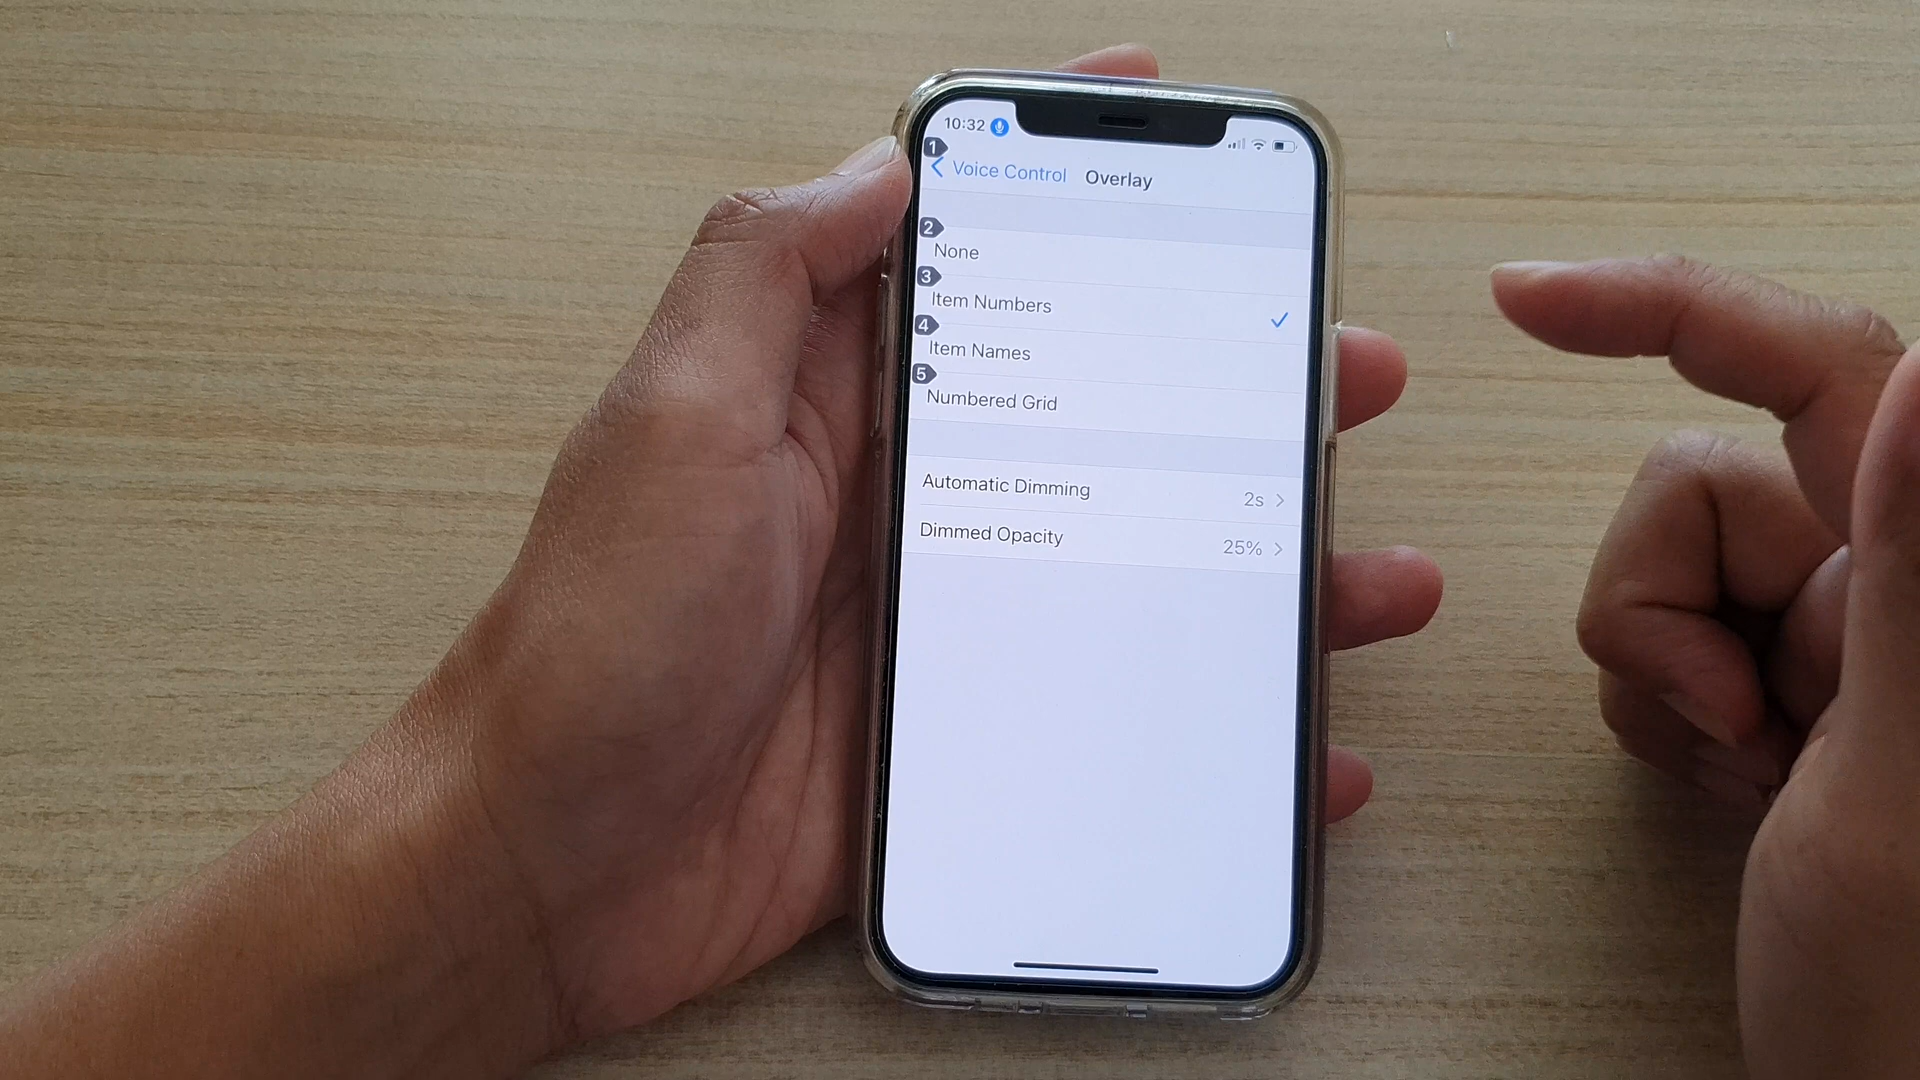 10:32
1
Voice Control Overlay
2
None
3
Item Numbers
4
Item Names
5
Numbered Grid
Automatic Dimming 2s
Dimmed Opacity 25%